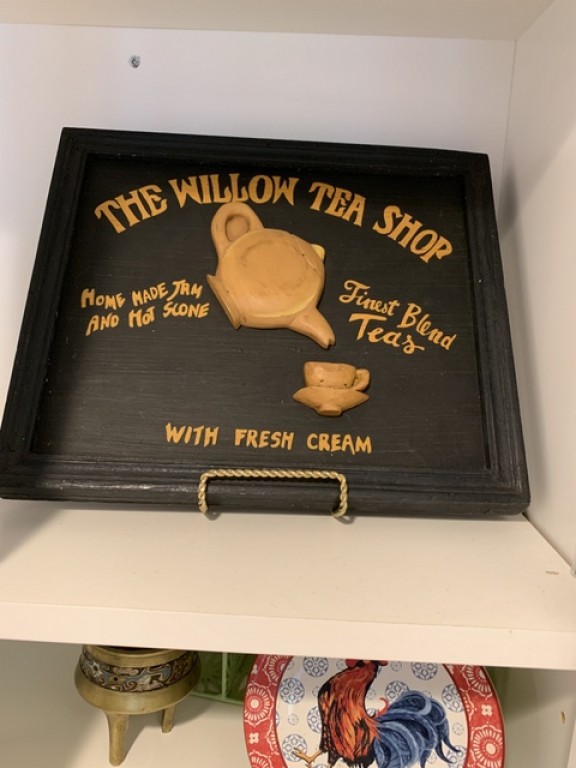 THE WILLOW TEA SHOP
HOME MADE JAM
AND HOT SCONE
Finest Blend
Teas
WITH FRESH CREAM